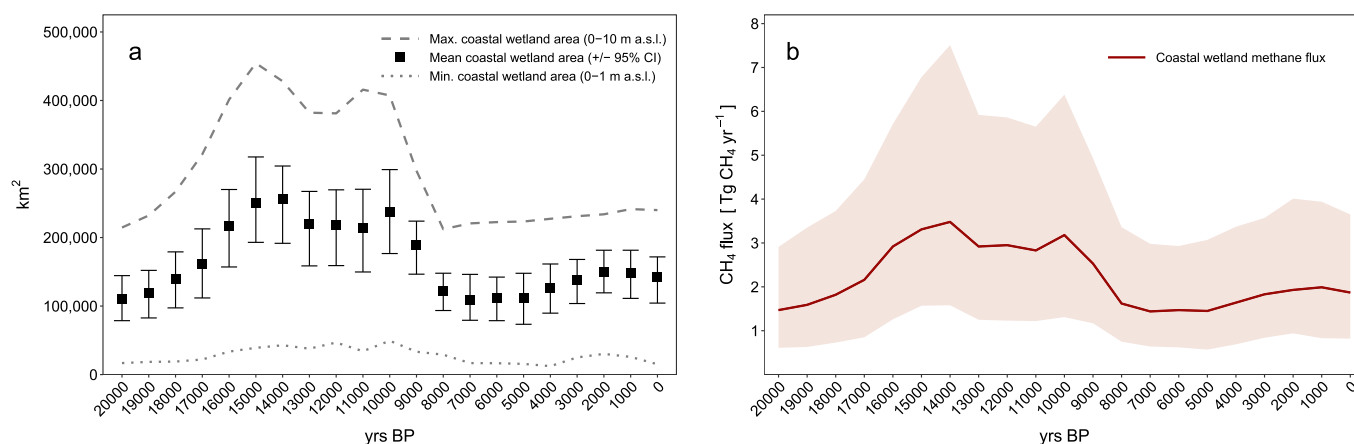 a
500,000
400,000
300,000
200,000
100,000
0
km²
Max. coastal wetland area (0−10 m a.s.l.)
Mean coastal wetland area (+/− 95% CI)
Min. coastal wetland area (0−1 m a.s.l.)
20000 19000 18000 17000 16000 15000 14000 13000 12000 11000 10000 9000 8000 7000 6000 5000 4000 3000 2000 1000 0
yrs BP
b
8
7
6
5
4
3
2
1
CH₄ flux [ Tg CH₄ yr⁻¹ ]
Coastal wetland methane flux
20000 19000 18000 17000 16000 15000 14000 13000 12000 11000 10000 9000 8000 7000 6000 5000 4000 3000 2000 1000 0
yrs BP